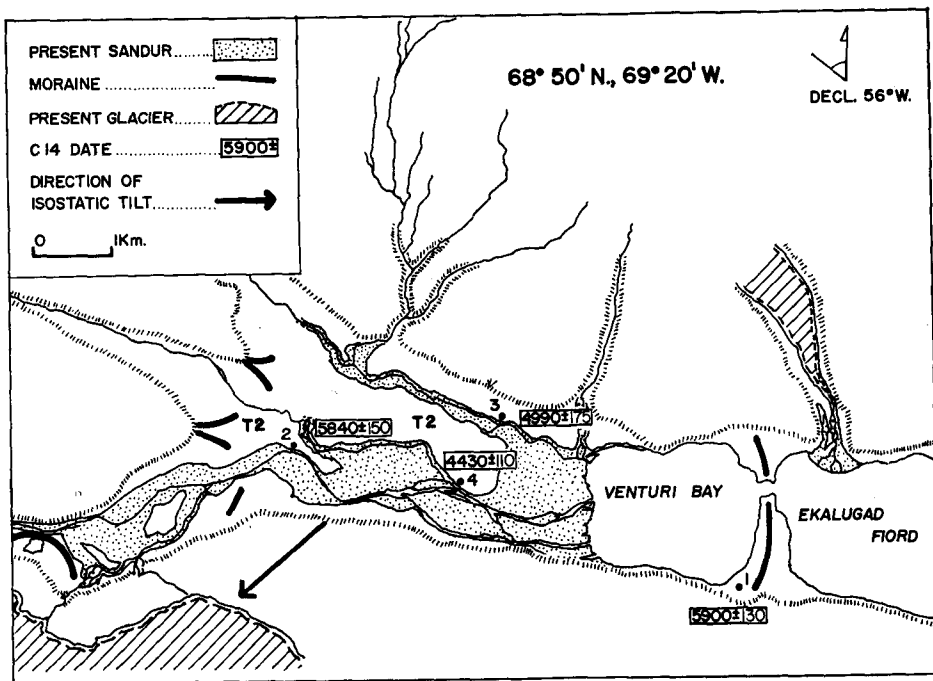 PRESENT SANDUR
MORAINE
PRESENT GLACIER
C14 DATE 5900±
DIRECTION OF
ISOSTATIC TILT
0 1Km.
68° 50' N., 69° 20' W.
DECL. 56° W.
3
4990±175
T2
5840±150
T2
2
4430±110
4
VENTURI BAY
EKALUGAD
FIORD
1
5900±130